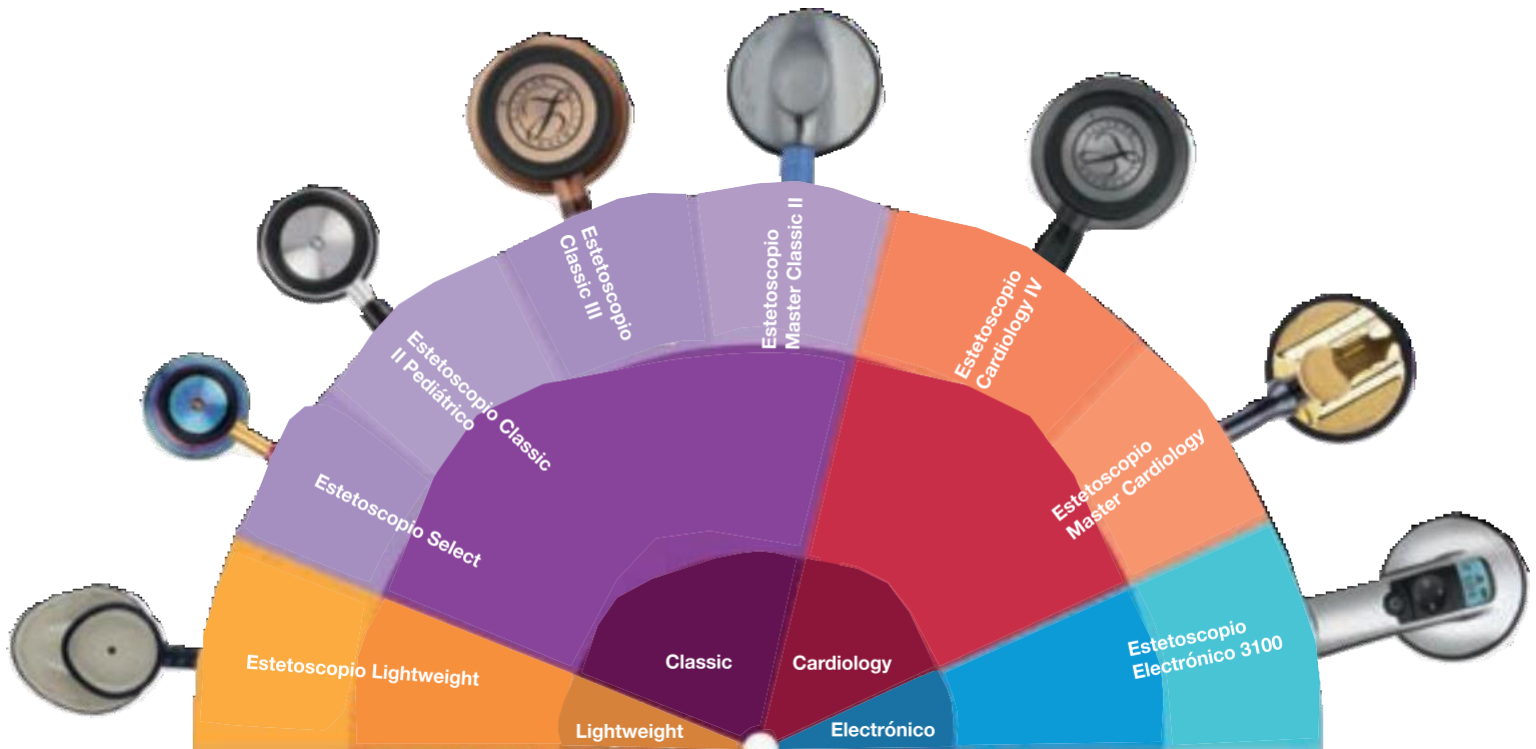 Estetoscopio
Classic III
Estetoscopio
Master Classic II
Estetoscopio
Cardiology IV
Estetoscopio Classic
II Pediátrico
Estetoscopio
Master Cardiology
Estetoscopio Select
Estetoscopio
Electrónico 3100
Estetoscopio Lightweight
Classic
Cardiology
Lightweight
Electrónico